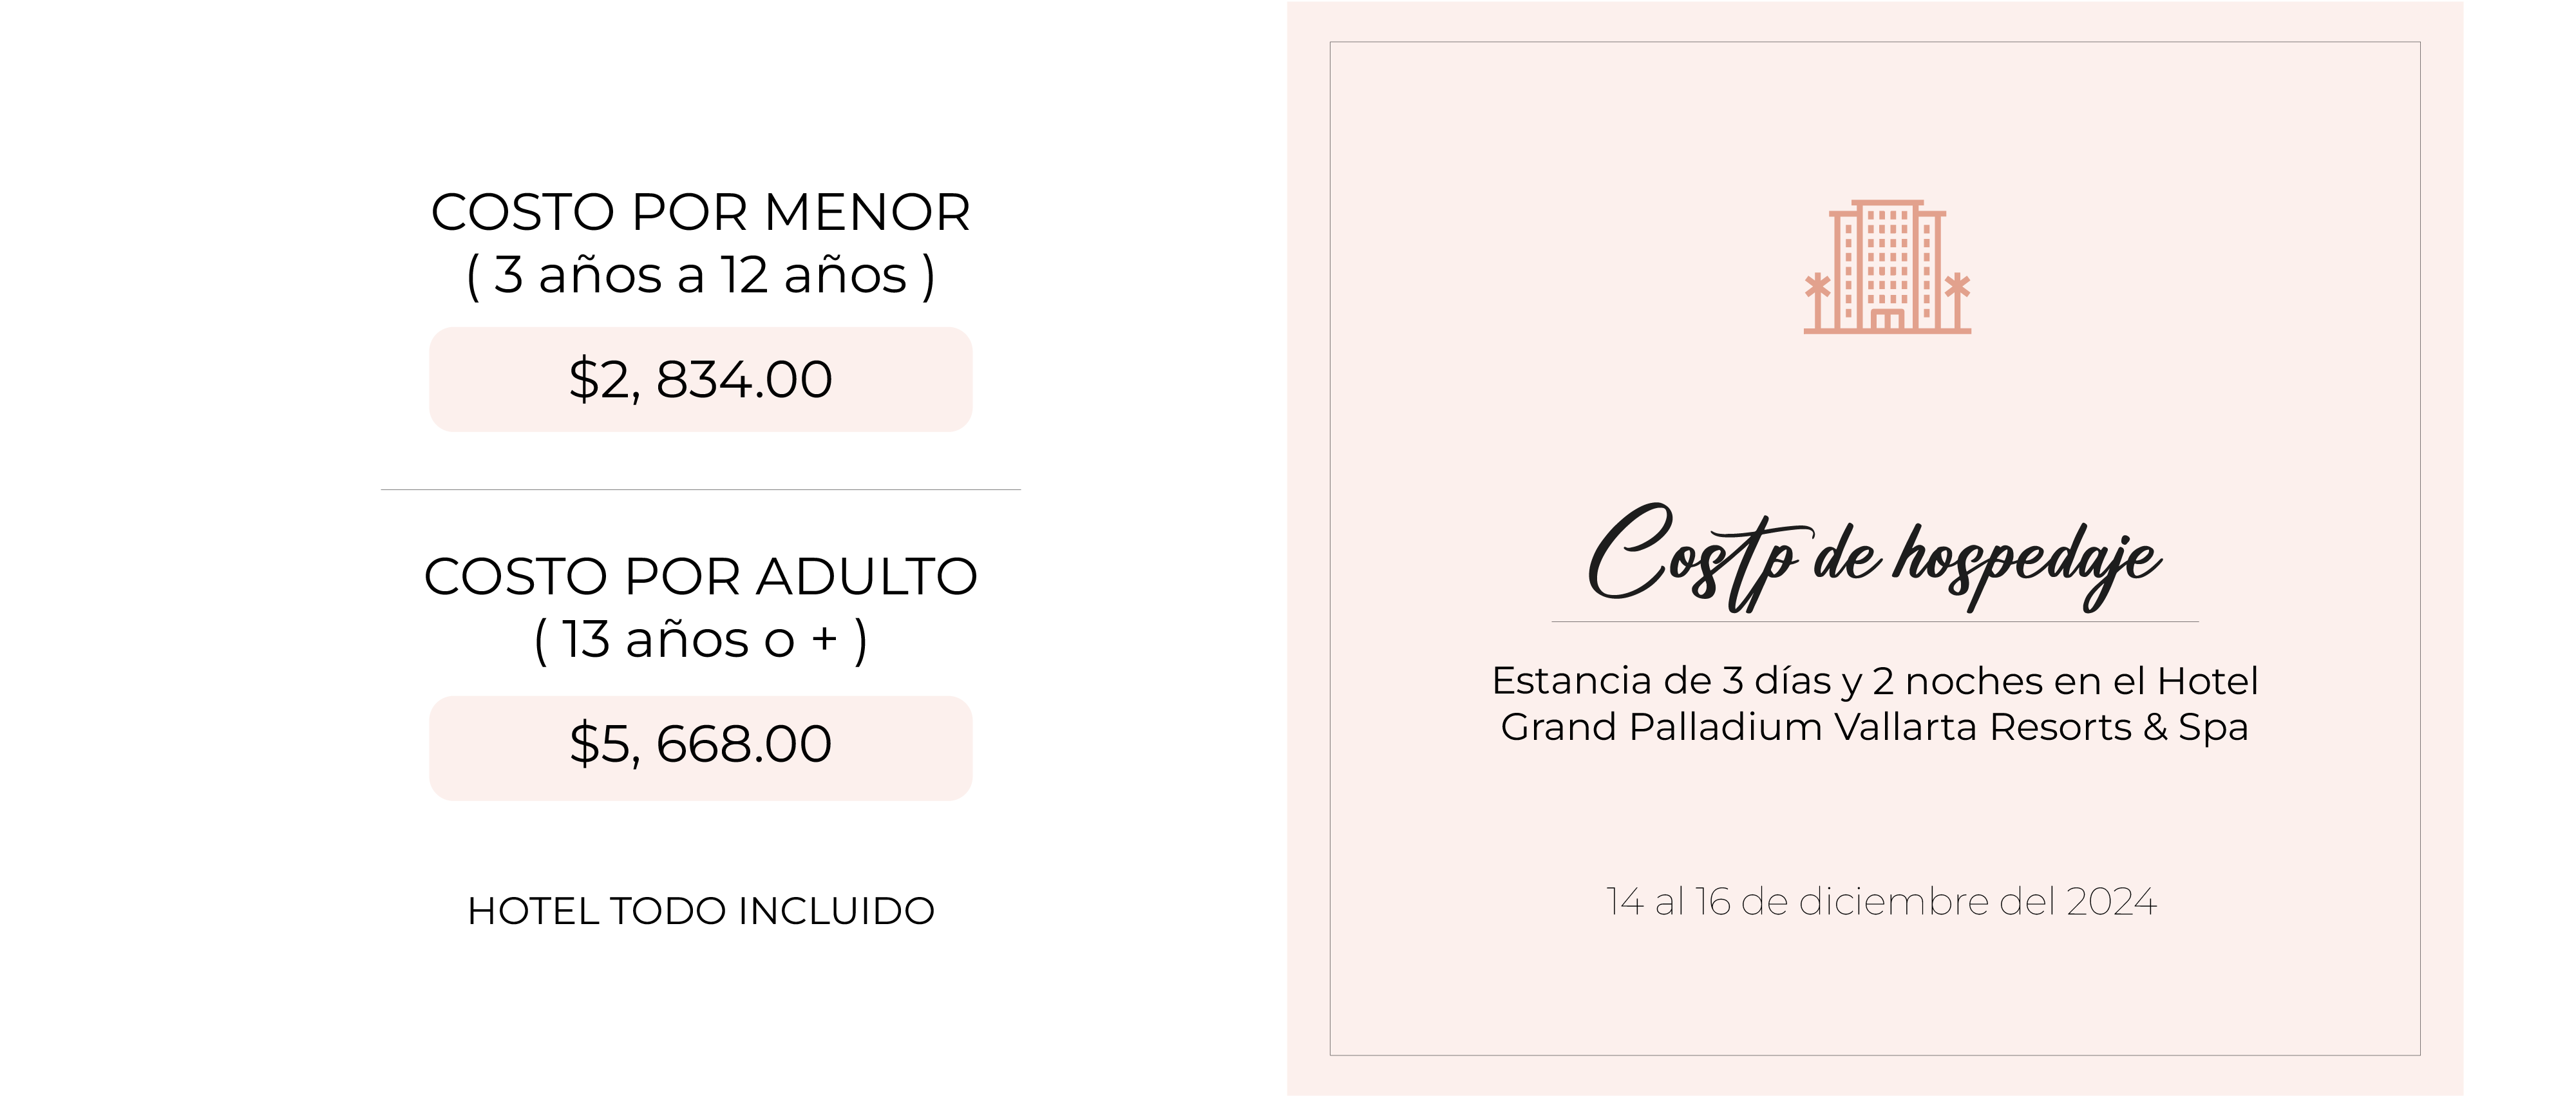 COSTO POR MENOR
( 3 años a 12 años )
$2, 834.00
COSTO POR ADULTO
( 13 años o + )
$5, 668.00
HOTEL TODO INCLUIDO
Costp de hospedaje
Estancia de 3 días y 2 noches en el Hotel
Grand Palladium Vallarta Resorts & Spa
14 al 16 de diciembre del 2024